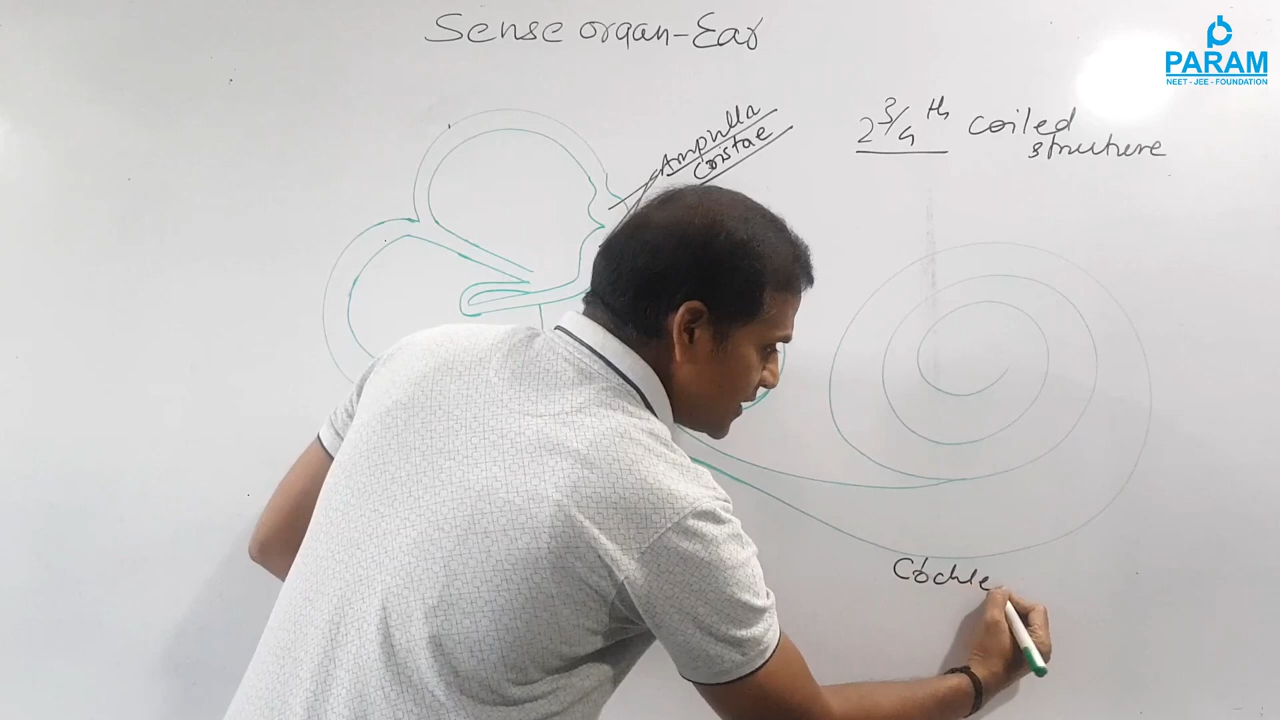 Sense organ-Ear
PARAM
NEET - JEE - FOUNDATION
Ampulla
Cristae
2 3/4 th coiled
structure
Cochle